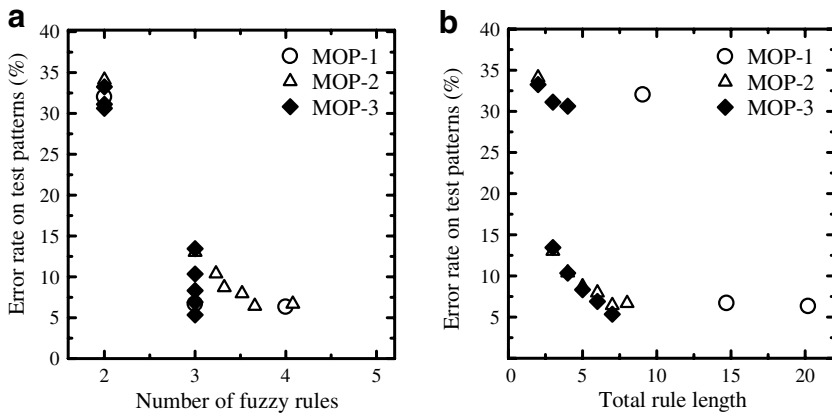 a
Error rate on test patterns (%)
40
35
30
25
20
15
10
5
0
2 3 4 5
Number of fuzzy rules
MOP-1
MOP-2
MOP-3
b
Error rate on test patterns (%)
40
35
30
25
20
15
10
5
0
0 5 10 15 20
Total rule length
MOP-1
MOP-2
MOP-3